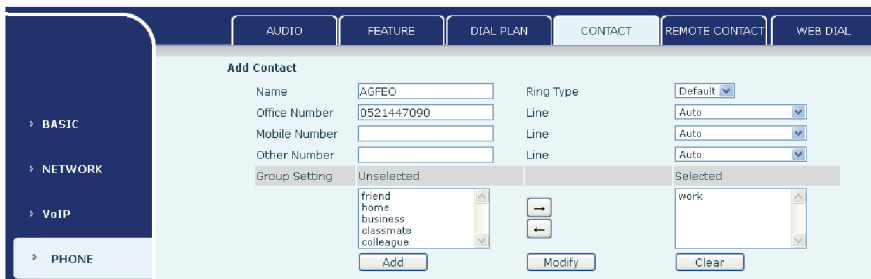 AUDIO FEATURE DIAL PLAN CONTACT REMOTE CONTACT WEB DIAL
Add Contact
Name AGFEO Ring Type Default
Office Number 0521447090 Line Auto
Mobile Number Line Auto
Other Number Line Auto
Group Setting Unselected Selected
friend
home
business
classmate
colleague
→
←
work
Add Modify Clear
› BASIC
› NETWORK
› VoIP
› PHONE